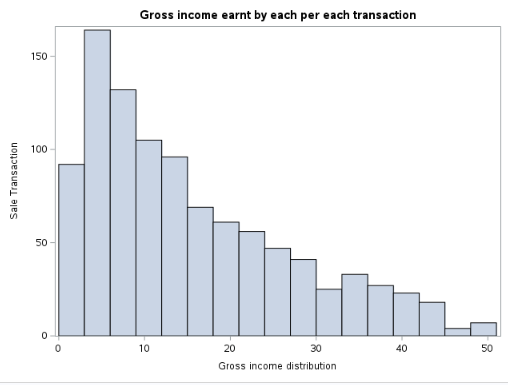 Gross income earnt by each per each transaction
150
100
50
0
Sale Transaction
0 10 20 30 40 50
Gross income distribution